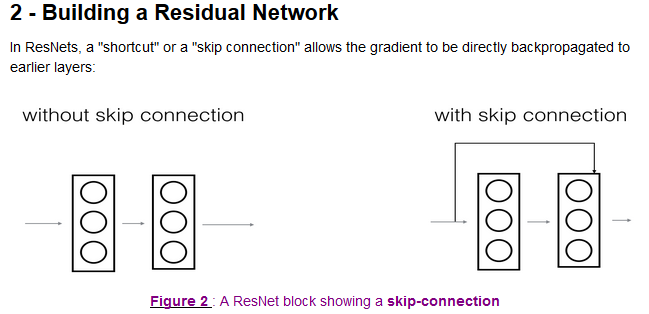 2 - Building a Residual Network
In ResNets, a "shortcut" or a "skip connection" allows the gradient to be directly backpropagated to
earlier layers:
without skip connection
with skip connection
Figure 2 : A ResNet block showing a skip-connection